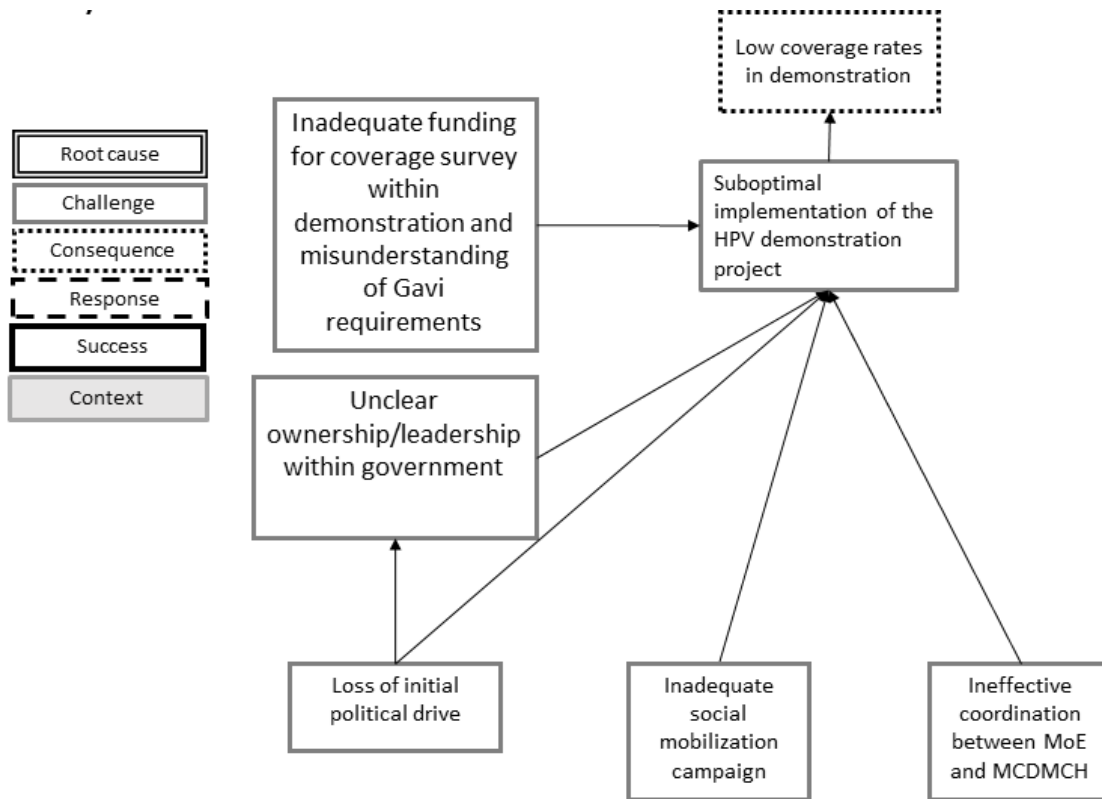 Root cause
Challenge
Consequence
Response
Success
Context
Low coverage rates
in demonstration
Inadequate funding
for coverage survey
within
demonstration and
misunderstanding
of Gavi
requirements
Suboptimal
implementation of the
HPV demonstration
project
Unclear
ownership/leadership
within government
Loss of initial
political drive
Inadequate
social
mobilization
campaign
Ineffective
coordination
between MoE
and MCDMCH